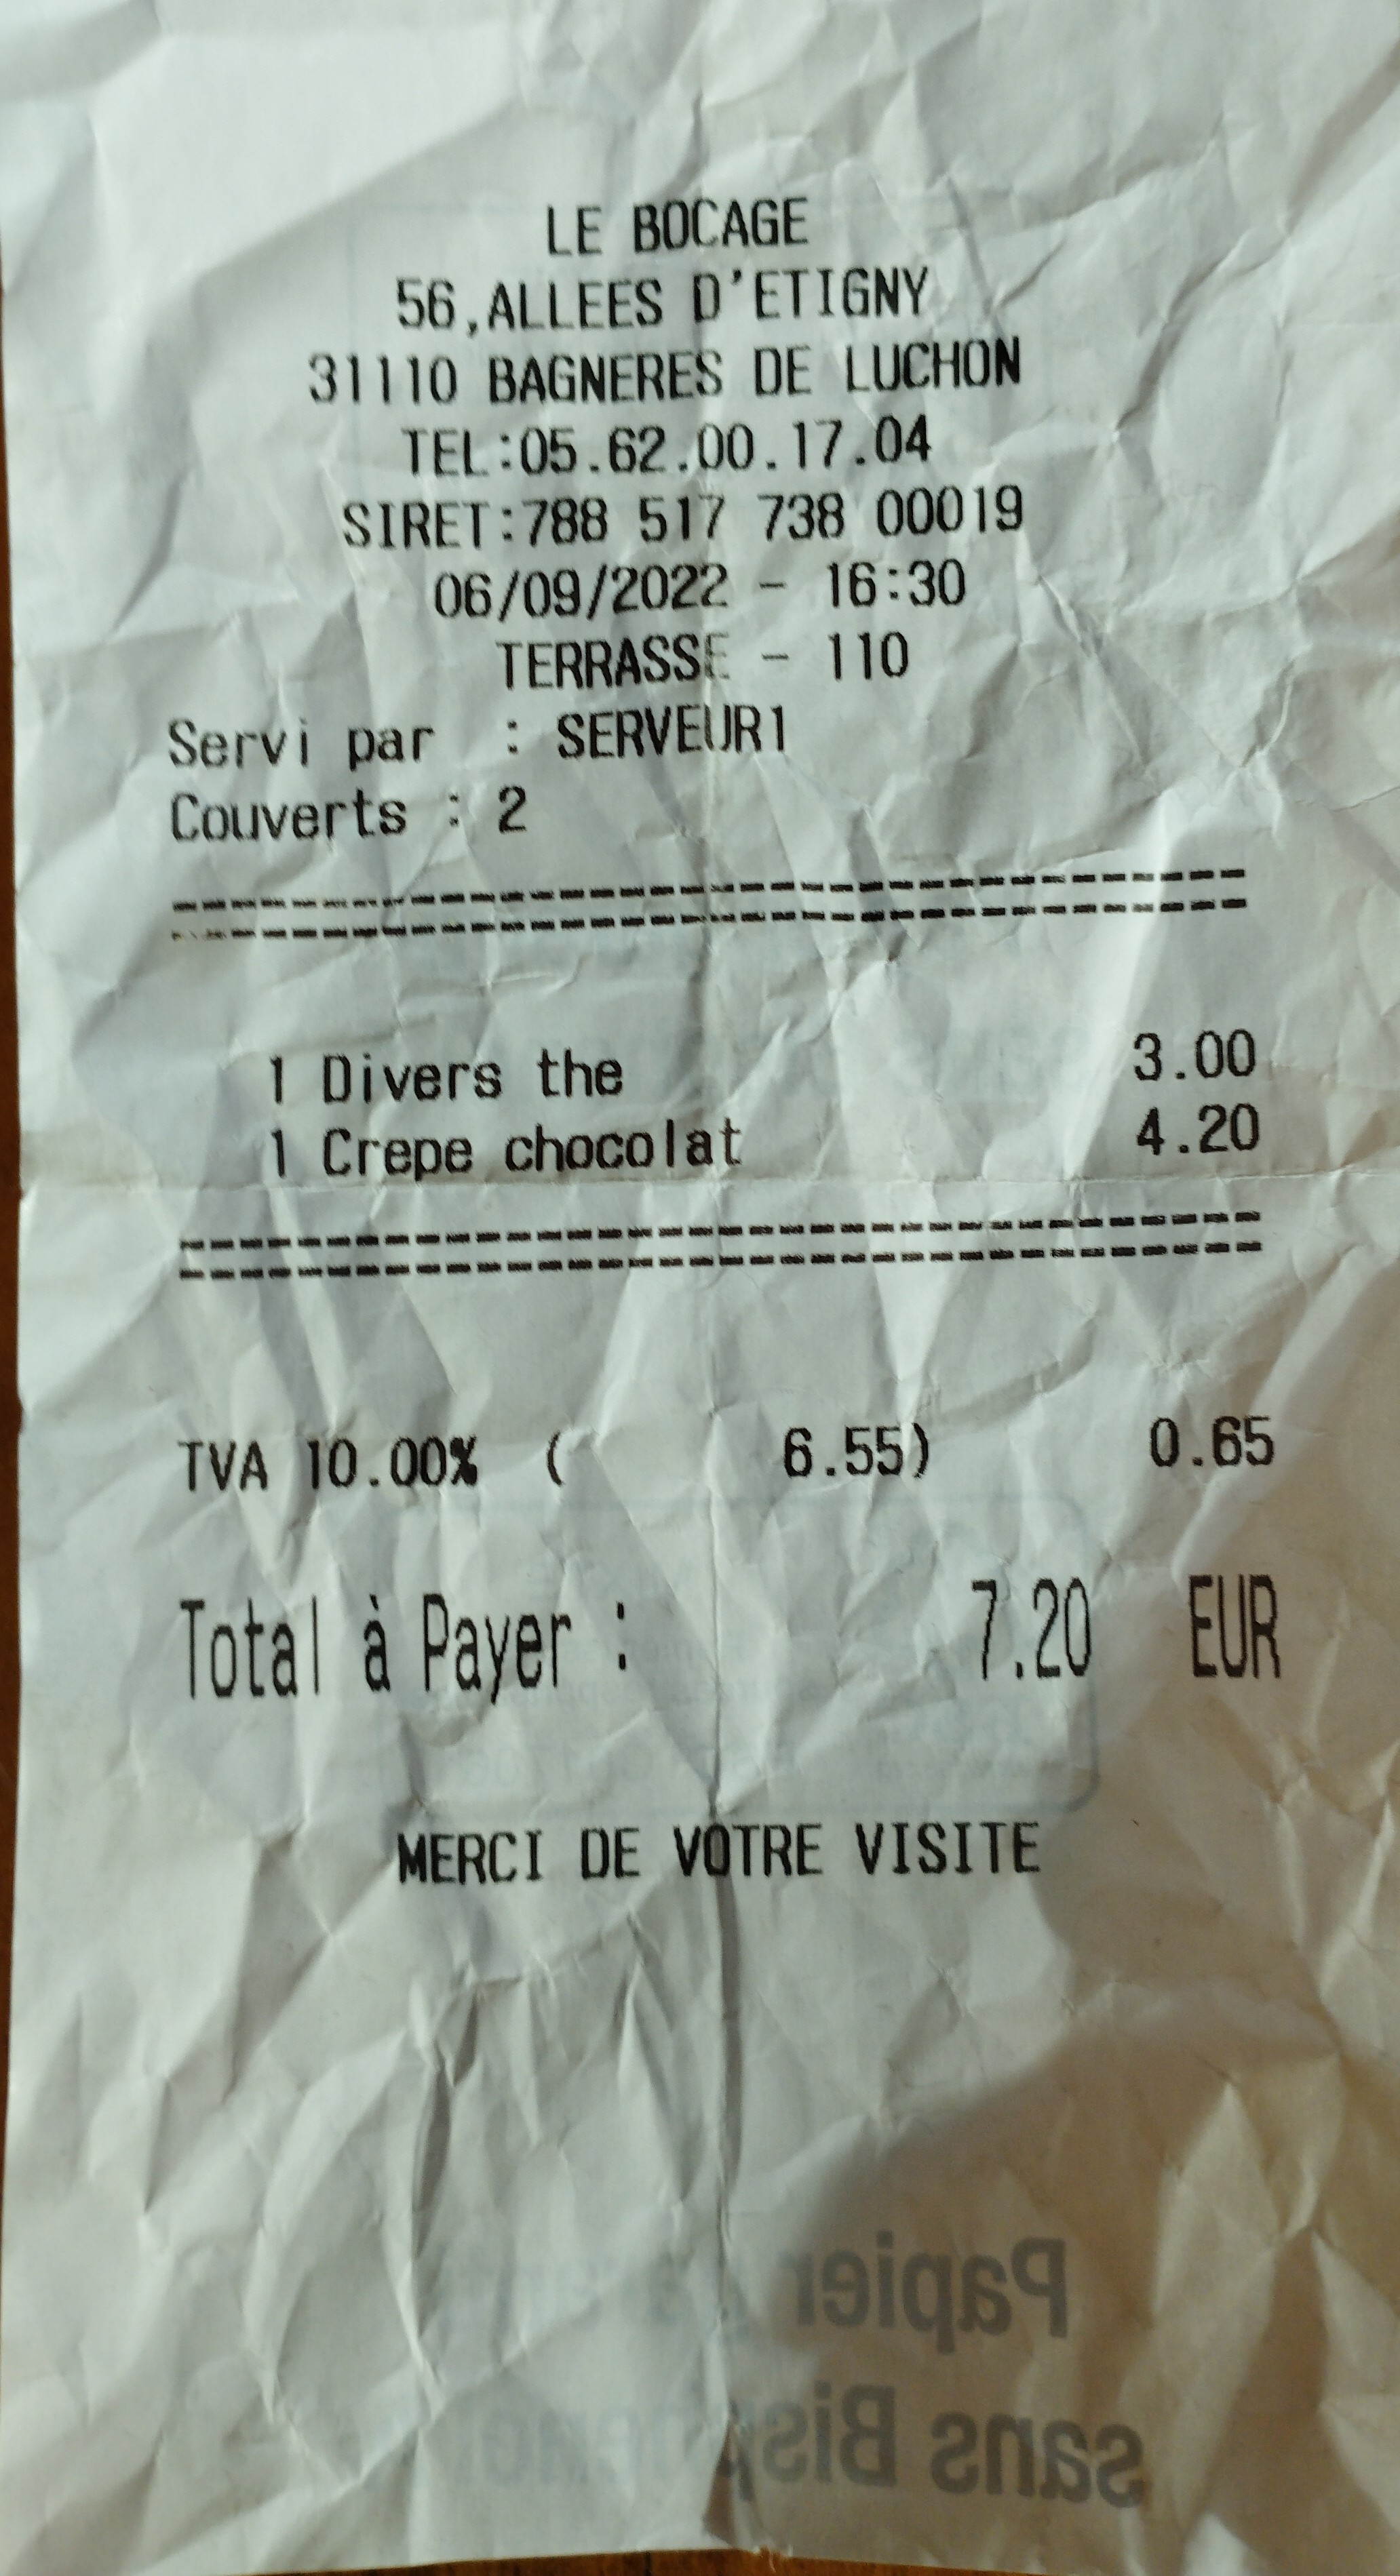 LE BOCAGE
56,ALLEES D'ETIGNY
31110 BAGNERES DE LUCHON
TEL:05.62.00.17.04
SIRET:788 517 738 00019
06/09/2022 - 16:30
TERRASSE - 110
Servi par : SERVEUR1
Couverts : 2
1 Divers the 3.00
1 Crepe chocolat 4.20
TVA 10.00% ( 6.55) 0.65
Total à Payer : 7.20 EUR
MERCI DE VOTRE VISITE
Papier
sans